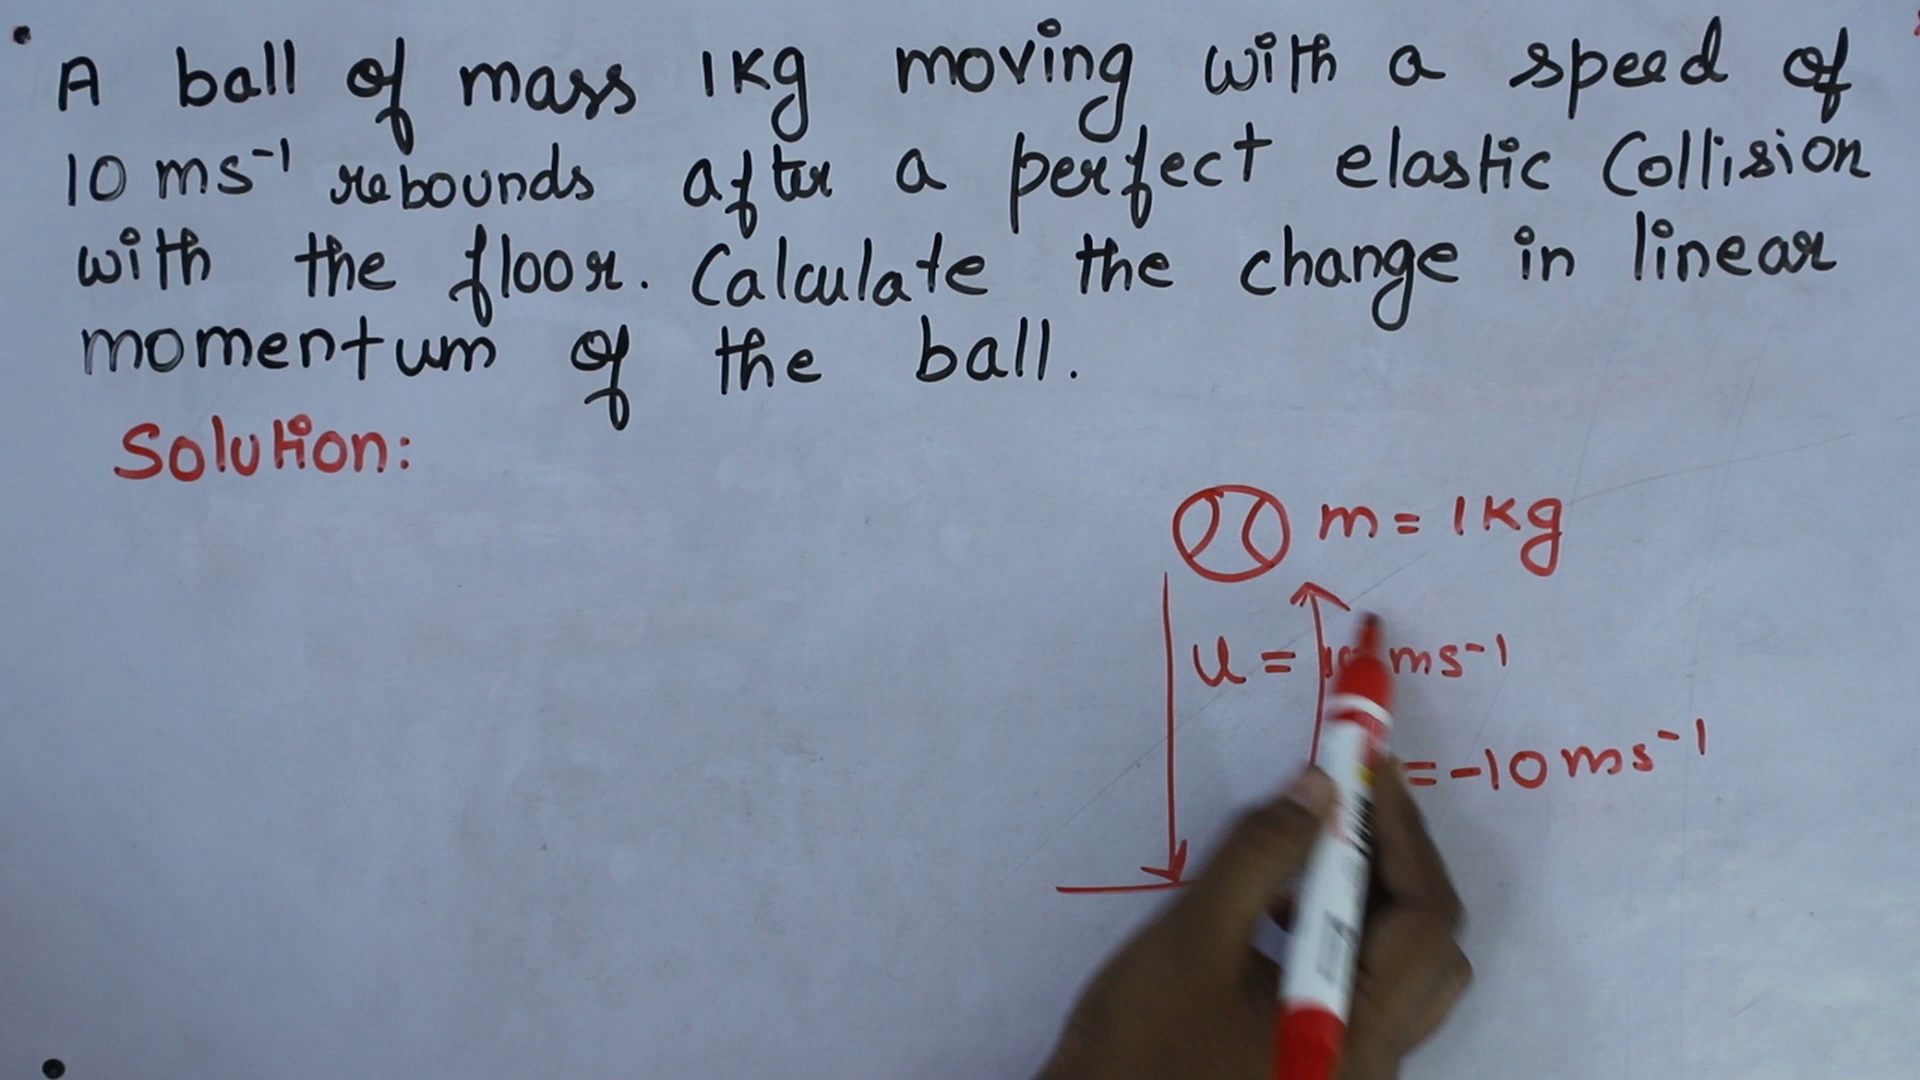 A ball of mass 1Kg moving with a speed of
10 ms⁻¹ rebounds after a perfect elastic Collision
with the floor. Calculate the change in linear
momentum of the ball.
Solution:
m = 1Kg
u = 10 ms⁻¹
= -10 ms⁻¹